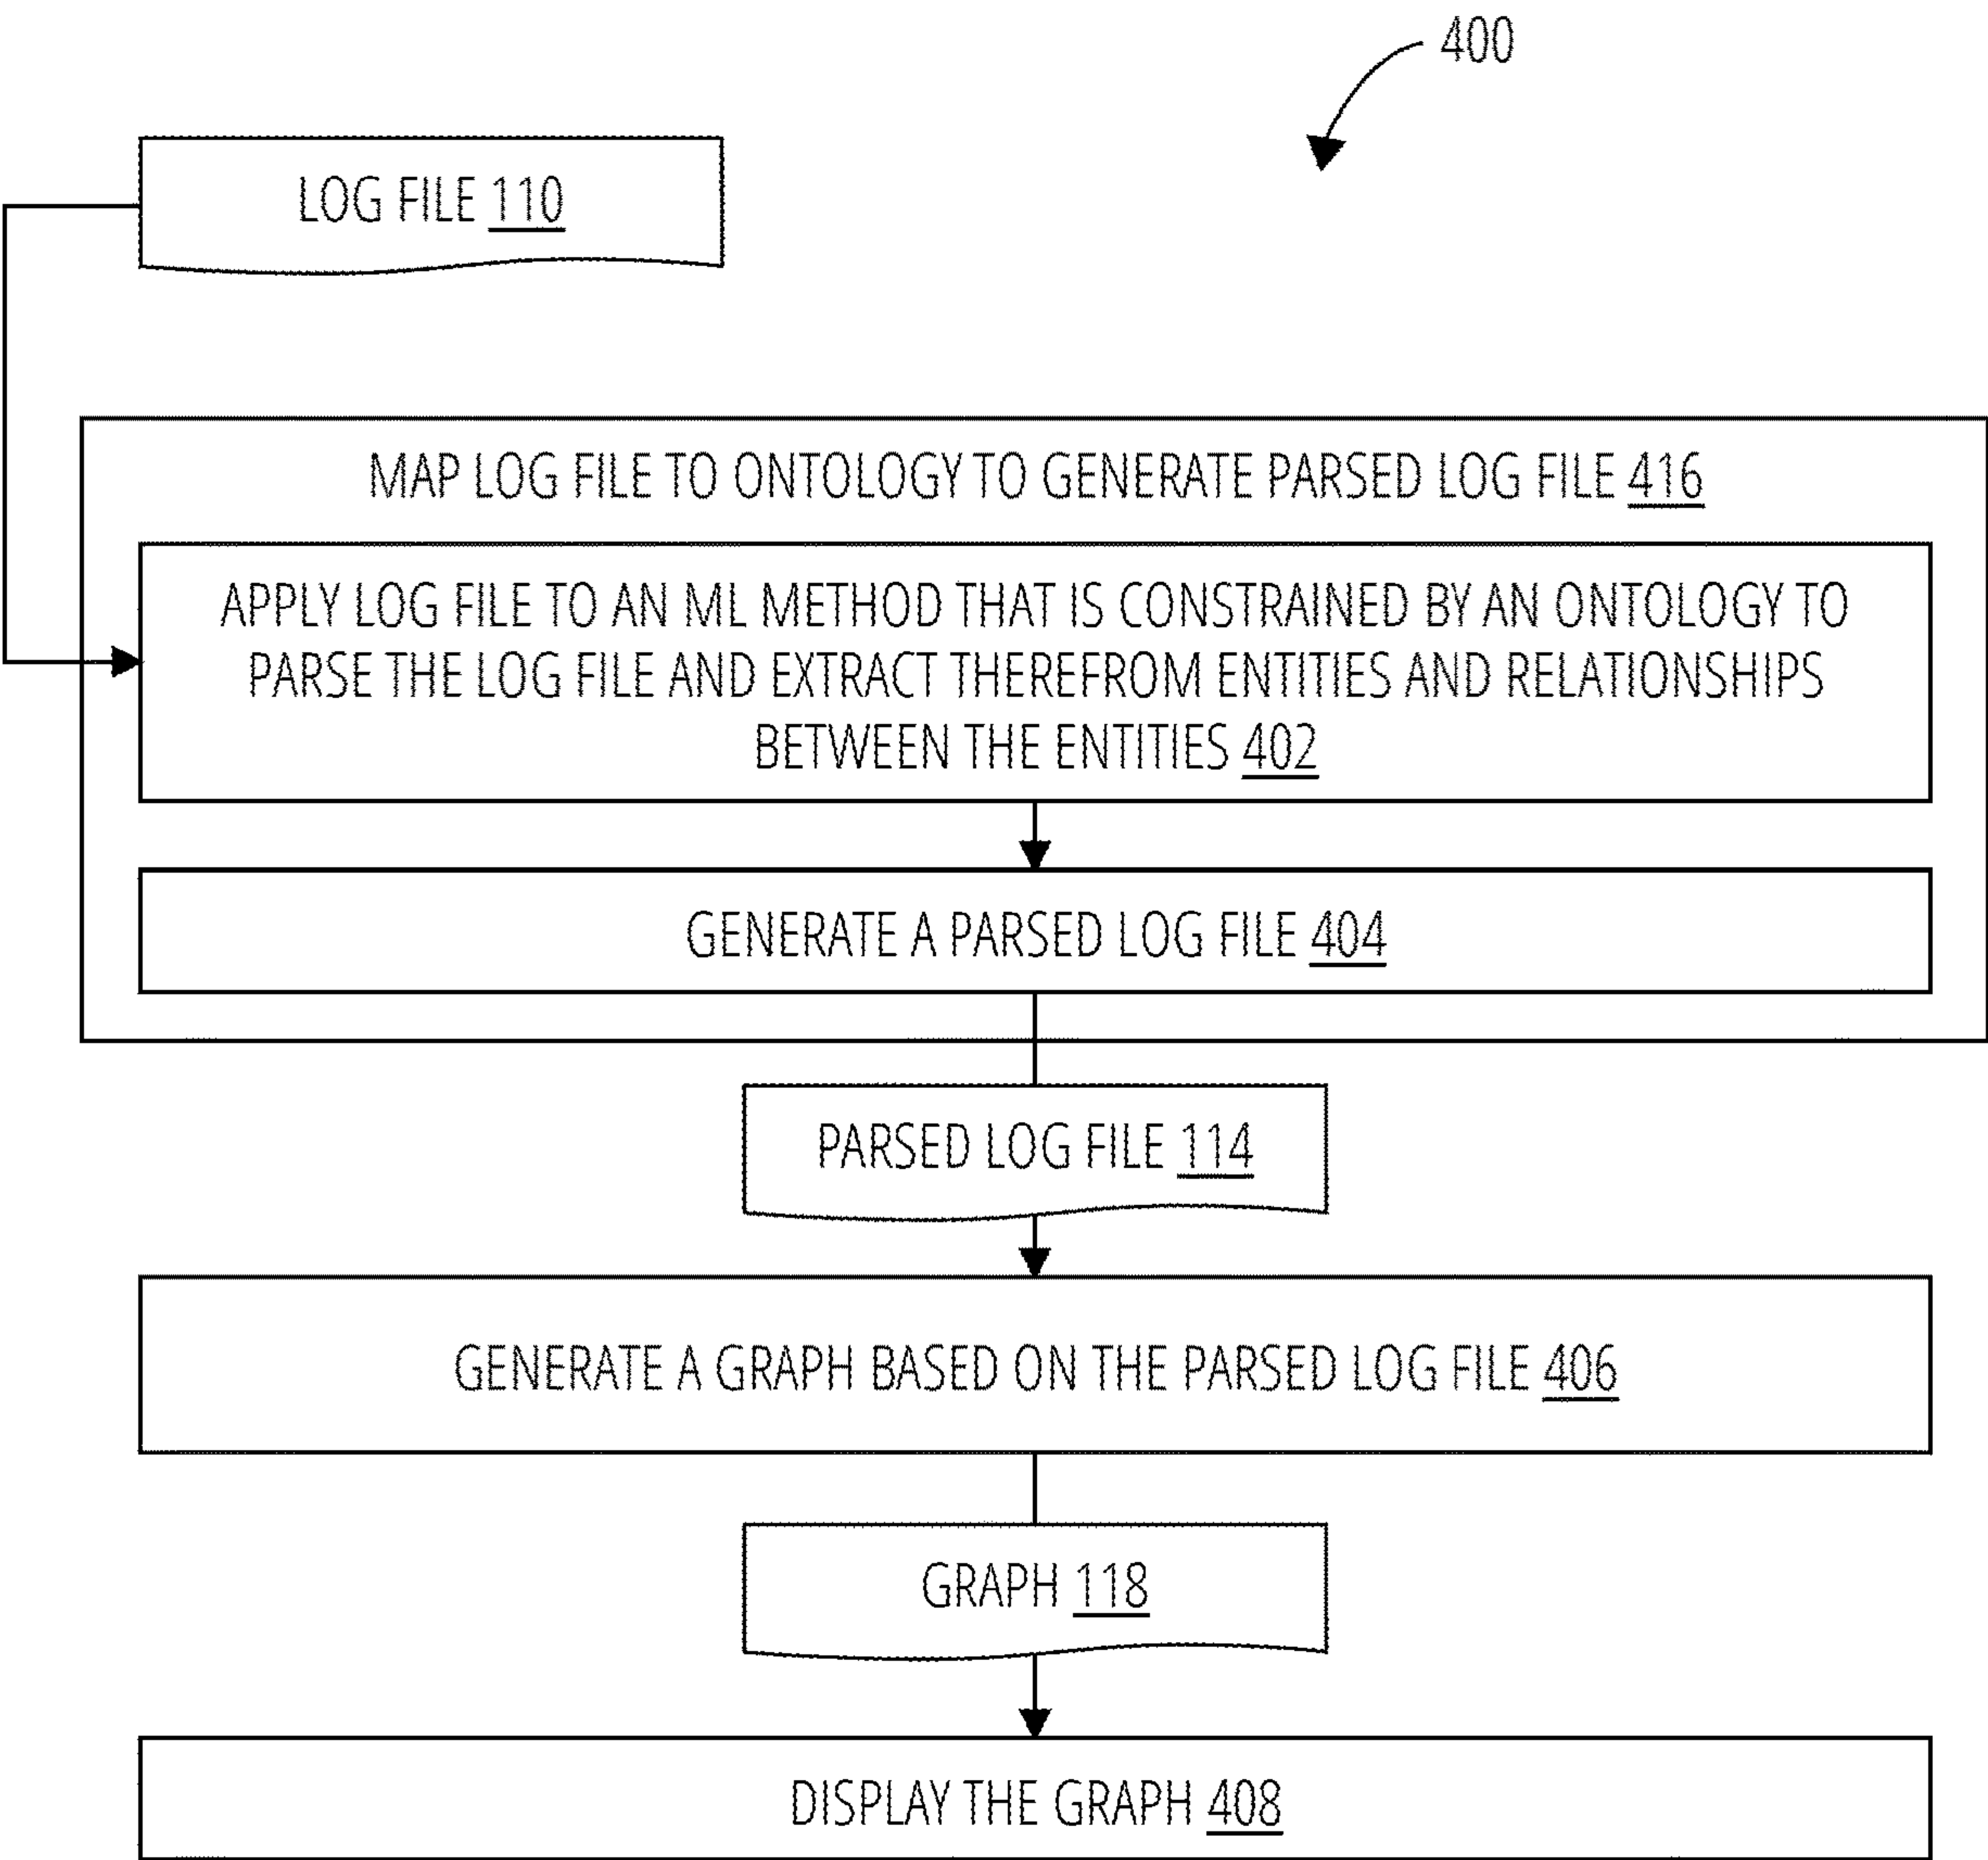 400
LOG FILE 110
MAP LOG FILE TO ONTOLOGY TO GENERATE PARSED LOG FILE 416
APPLY LOG FILE TO AN ML METHOD THAT IS CONSTRAINED BY AN ONTOLOGY TO
PARSE THE LOG FILE AND EXTRACT THEREFROM ENTITIES AND RELATIONSHIPS
BETWEEN THE ENTITIES 402
GENERATE A PARSED LOG FILE 404
PARSED LOG FILE 114
GENERATE A GRAPH BASED ON THE PARSED LOG FILE 406
GRAPH 118
DISPLAY THE GRAPH 408